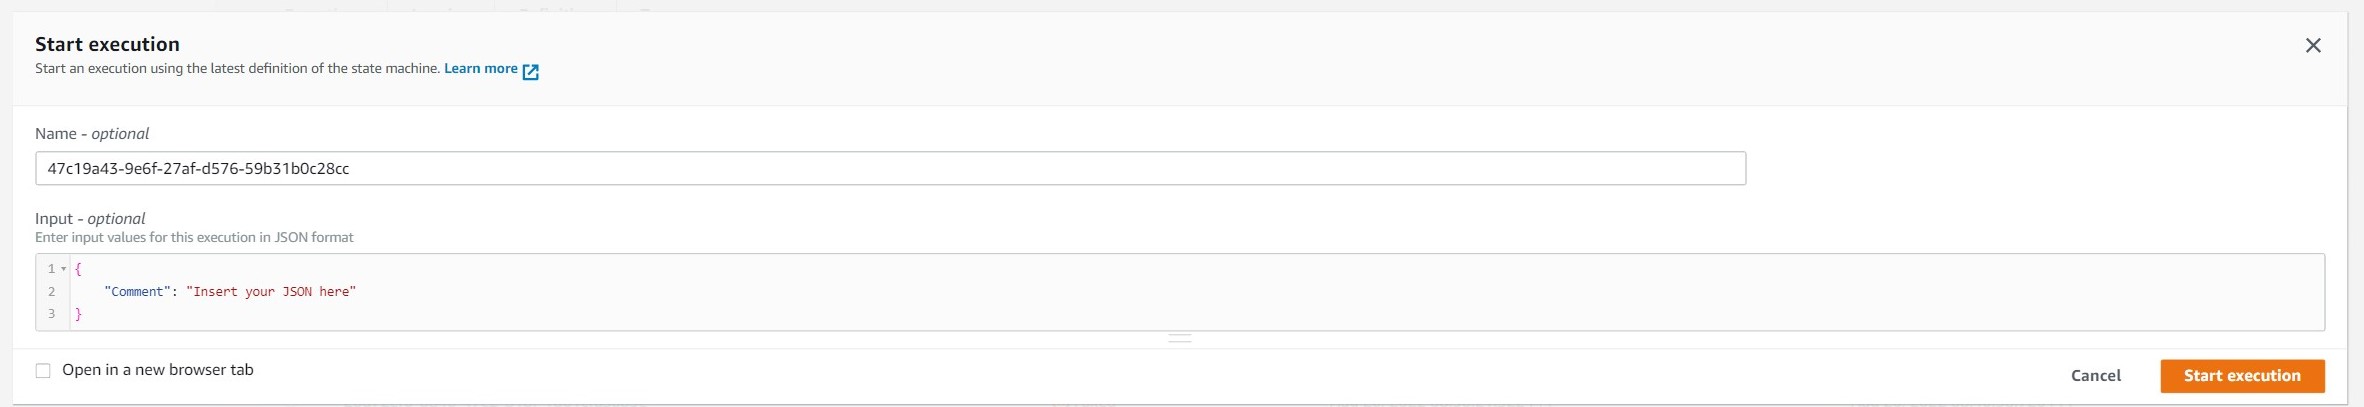 Start execution
Start an execution using the latest definition of the state machine. Learn more
Name - optional
47c19a43-9e6f-27af-d576-59b31b0c28cc
Input - optional
Enter input values for this execution in JSON format
1 {
2 "Comment": "Insert your JSON here"
3 }
Open in a new browser tab
Cancel
Start execution